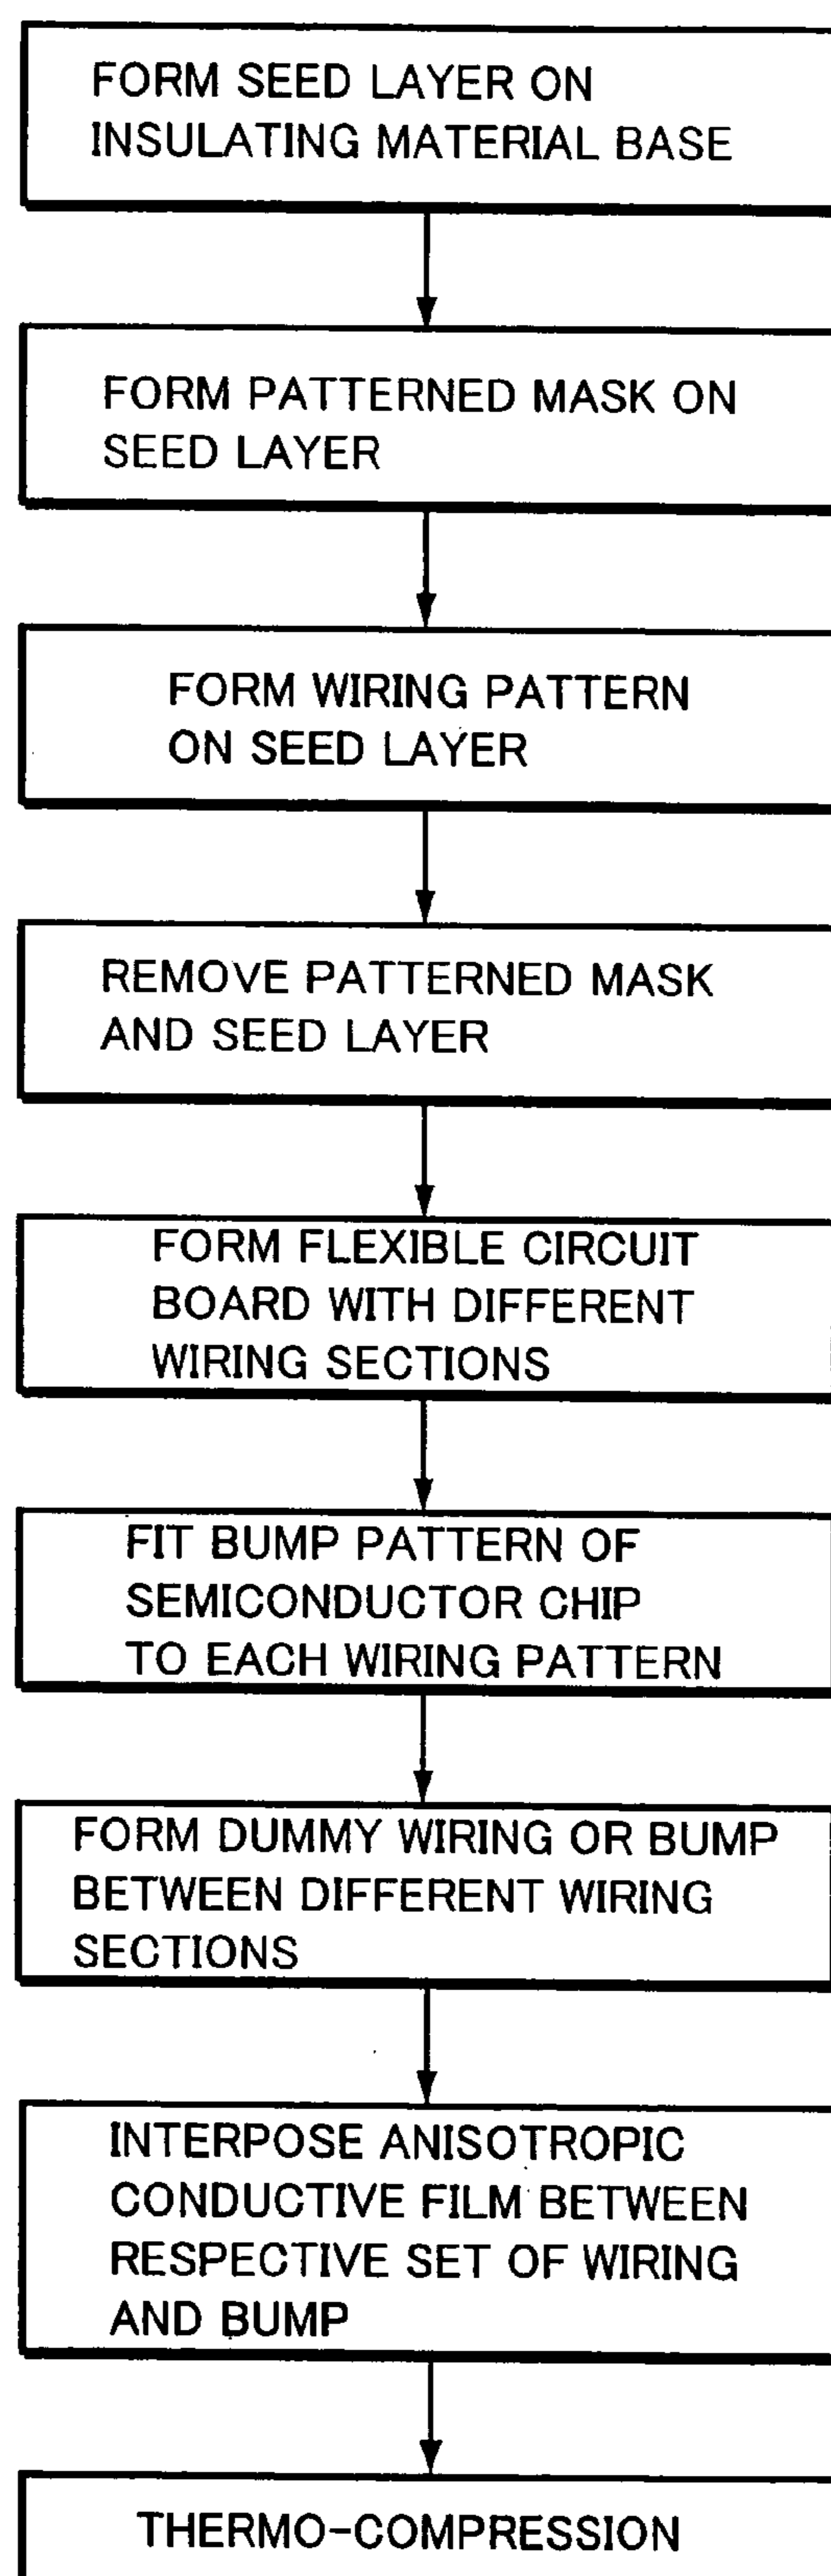 FORM SEED LAYER ON
INSULATING MATERIAL BASE
FORM PATTERNED MASK ON
SEED LAYER
FORM WIRING PATTERN
ON SEED LAYER
REMOVE PATTERNED MASK
AND SEED LAYER
FORM FLEXIBLE CIRCUIT
BOARD WITH DIFFERENT
WIRING SECTIONS
FIT BUMP PATTERN OF
SEMICONDUCTOR CHIP
TO EACH WIRING PATTERN
FORM DUMMY WIRING OR BUMP
BETWEEN DIFFERENT WIRING
SECTIONS
INTERPOSE ANISOTROPIC
CONDUCTIVE FILM BETWEEN
RESPECTIVE SET OF WIRING
AND BUMP
THERMO-COMPRESSION